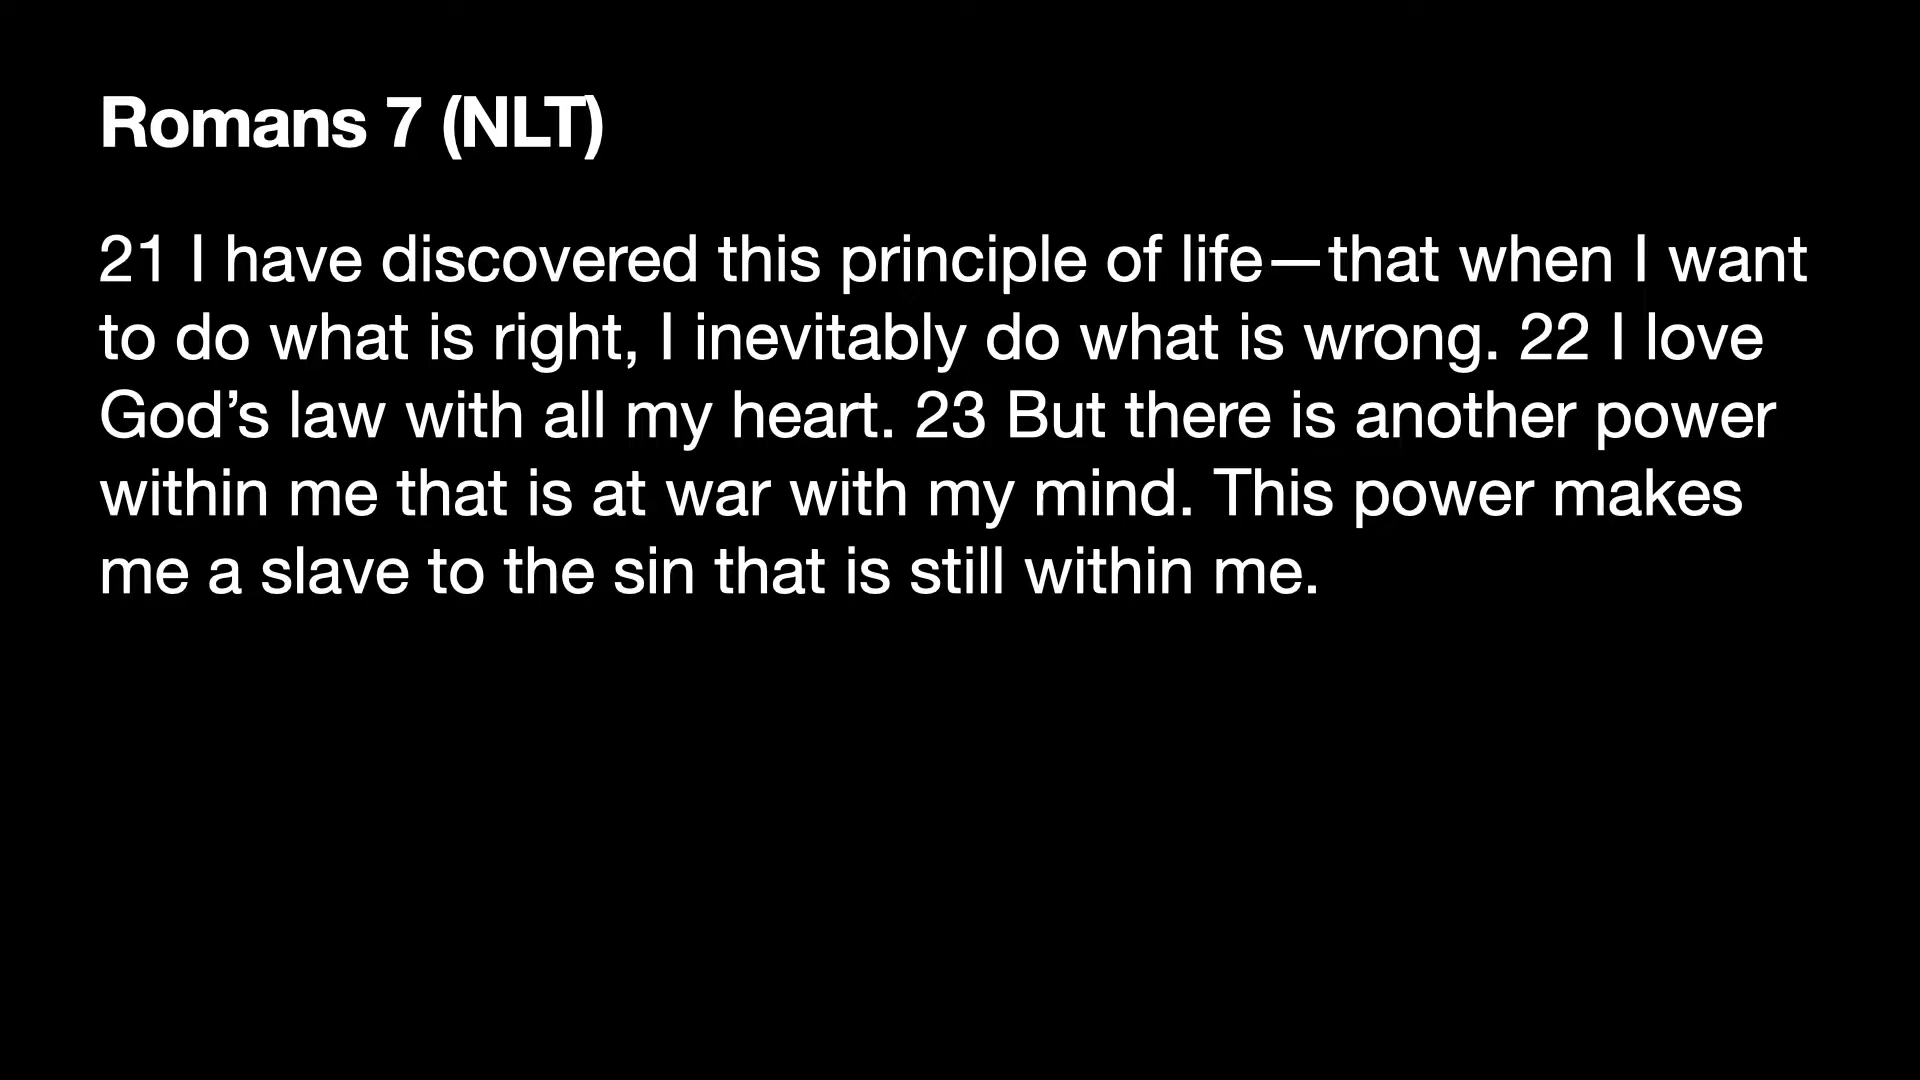 Romans 7 (NLT)
21 I have discovered this principle of life—that when I want
to do what is right, I inevitably do what is wrong. 22 I love
God’s law with all my heart. 23 But there is another power
within me that is at war with my mind. This power makes
me a slave to the sin that is still within me.